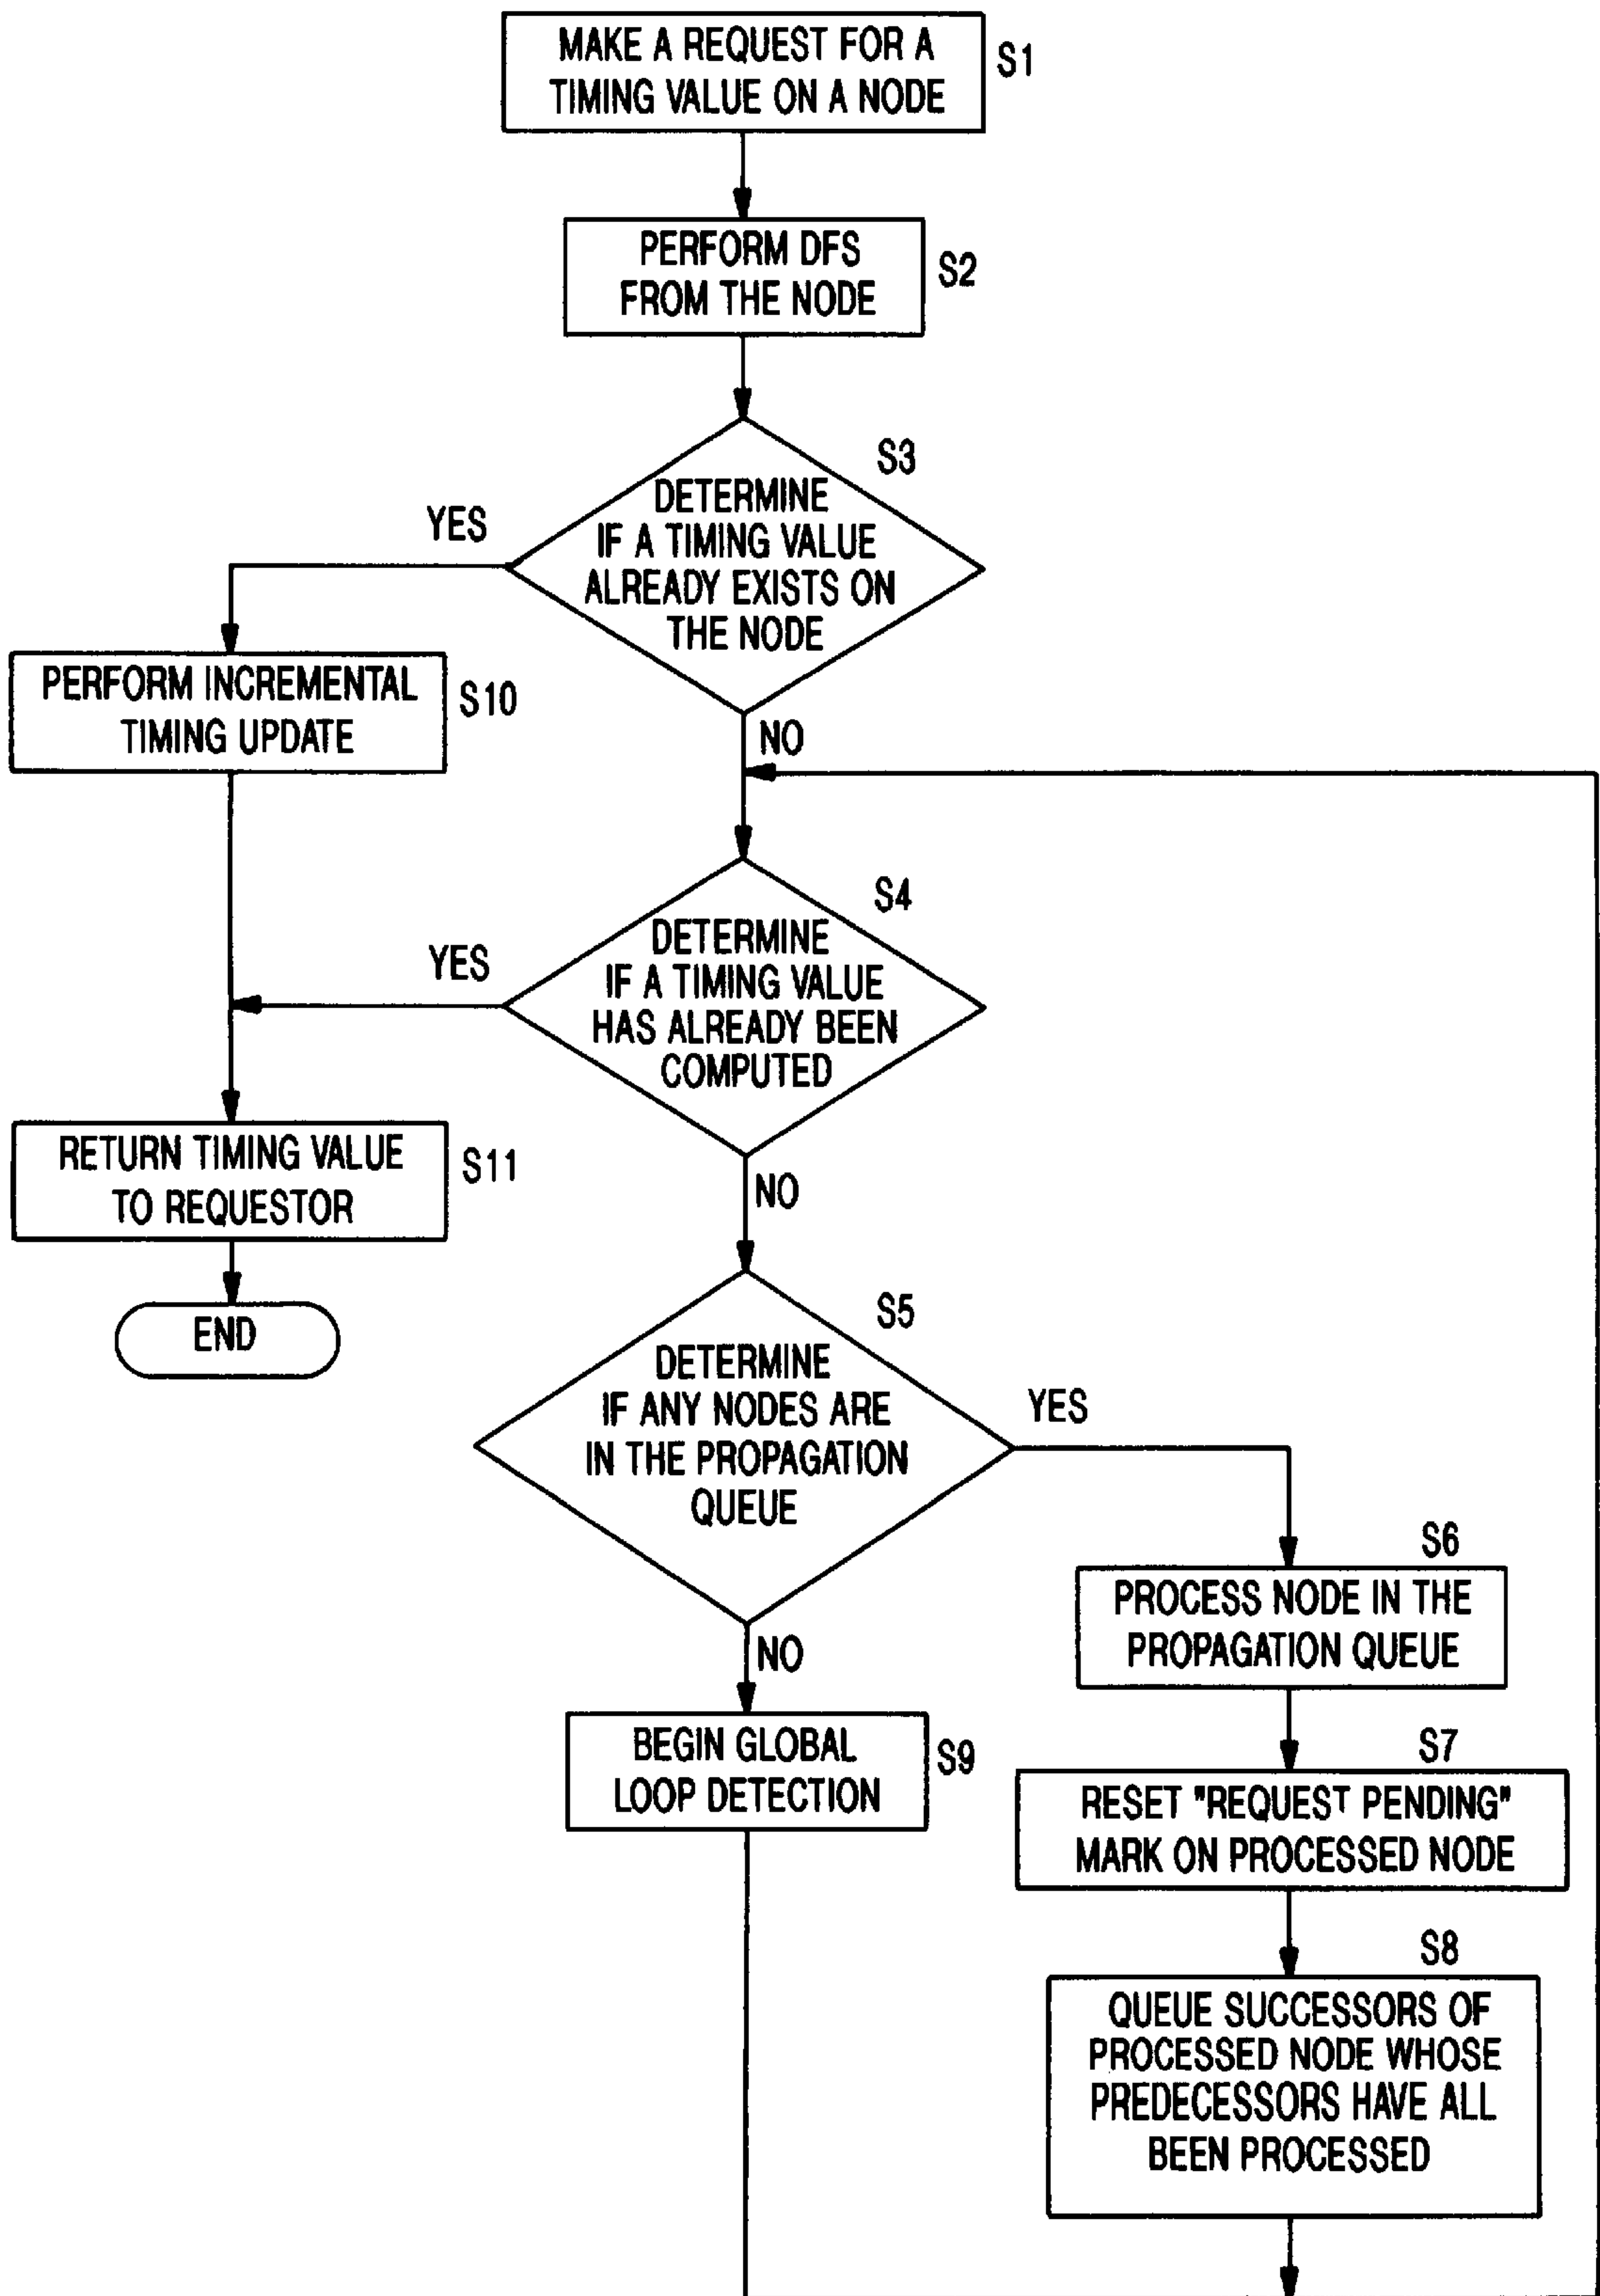 MAKE A REQUEST FOR A
TIMING VALUE ON A NODE
S1
PERFORM DFS
FROM THE NODE
S2
S3
DETERMINE
IF A TIMING VALUE
ALREADY EXISTS ON
THE NODE
YES
NO
PERFORM INCREMENTAL
TIMING UPDATE
S10
S4
DETERMINE
IF A TIMING VALUE
HAS ALREADY BEEN
COMPUTED
YES
NO
RETURN TIMING VALUE
TO REQUESTOR
S11
END
S5
DETERMINE
IF ANY NODES ARE
IN THE PROPAGATION
QUEUE
YES
NO
S6
PROCESS NODE IN THE
PROPAGATION QUEUE
BEGIN GLOBAL
LOOP DETECTION
S9
S7
RESET "REQUEST PENDING"
MARK ON PROCESSED NODE
S8
QUEUE SUCCESSORS OF
PROCESSED NODE WHOSE
PREDECESSORS HAVE ALL
BEEN PROCESSED